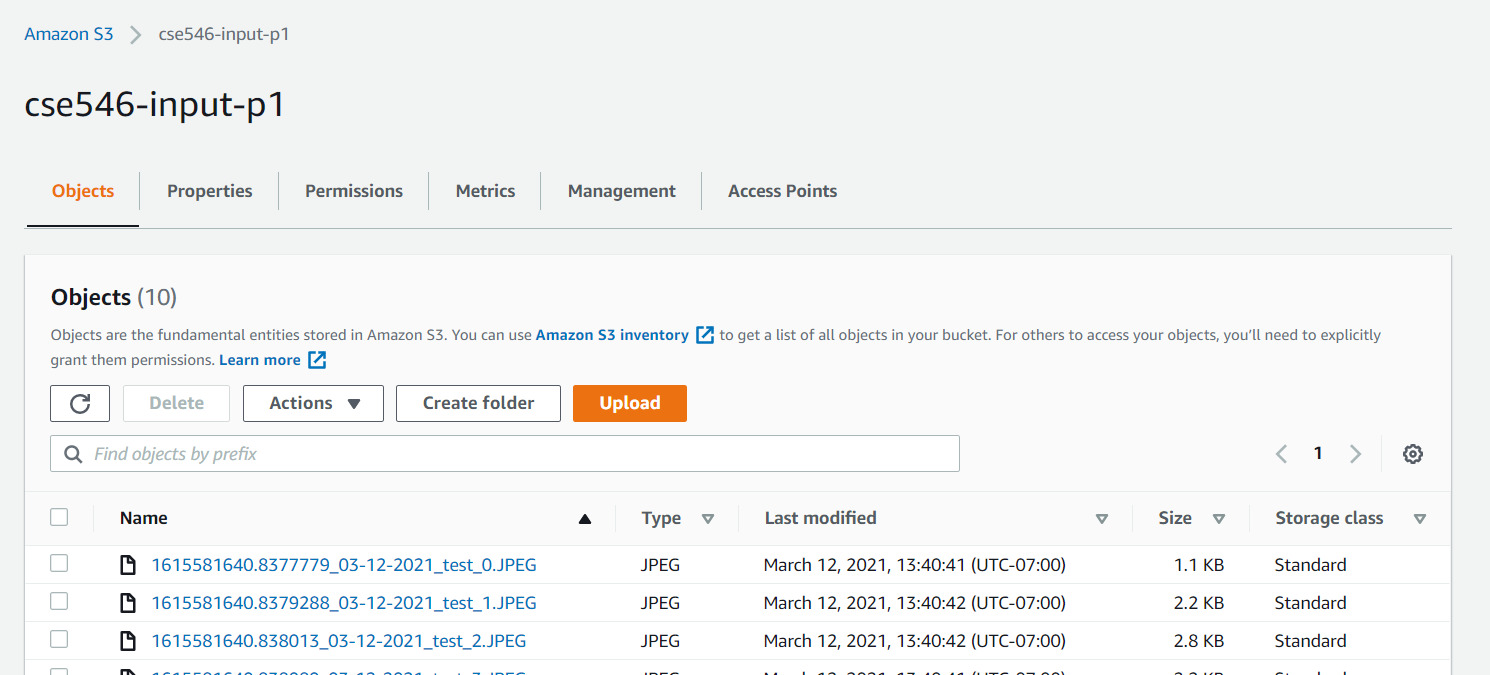 Amazon S3 > cse546-input-p1
cse546-input-p1
Objects Properties Permissions Metrics Management Access Points
Objects (10)
Objects are the fundamental entities stored in Amazon S3. You can use Amazon S3 inventory to get a list of all objects in your bucket. For others to access your objects, you’ll need to explicitly
grant them permissions. Learn more
Delete Actions Create folder Upload
Find objects by prefix
1
Name Type Last modified Size Storage class
1615581640.8377779_03-12-2021_test_0.JPEG JPEG March 12, 2021, 13:40:41 (UTC-07:00) 1.1 KB Standard
1615581640.8379288_03-12-2021_test_1.JPEG JPEG March 12, 2021, 13:40:42 (UTC-07:00) 2.2 KB Standard
1615581640.838013_03-12-2021_test_2.JPEG JPEG March 12, 2021, 13:40:42 (UTC-07:00) 2.8 KB Standard